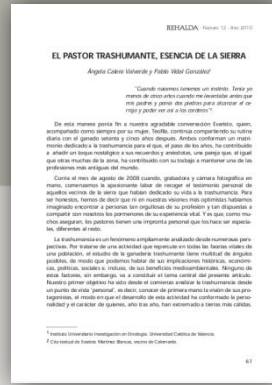 REHALDA - Número 12 - Año 2010
EL PASTOR TRASHUMANTE, ESENCIA DE LA SIERRA
Ángela Calero Valverde y Pablo Vidal González¹
"Cuando nacemos tenemos un instinto. Tenía yo
menos de cinco años cuando me levantaba antes que
mis padres y ponía dos piedras para alcanzar el ce-
rrojo y poder ver así a los corderos"².
De esta manera ponía fin a nuestra agradable conversación Evaristo, quien,
acompañado como siempre por su mujer, Teófila, continúa compartiendo su rutina
diaria con el ganado setenta y cinco años después. Ambos conforman un matri-
monio dedicado a la trashumancia para el que, el paso de los años, ha contribuido
a añadir un toque nostálgico a sus recuerdos y anécdotas, una pareja que, al igual
que otras muchas de la zona, ha contribuido con su trabajo a mantener una de las
profesiones más antiguas del mundo.
Corría el mes de agosto de 2008 cuando, grabadora y cámara fotográfica en
mano, comenzamos la apasionante labor de recoger el testimonio personal de
aquellos vecinos de la sierra que habían dedicado su vida a la trashumancia. Para
ser honestos, hemos de decir que ni en nuestras visiones más optimistas habíamos
imaginado encontrar a personas tan orgullosas de su profesión y tan dispuestas a
compartir con nosotros los pormenores de su experiencia vital. Y es que, como mu-
chos aseguran, los pastores tienen una impronta personal que los hace ser especia-
les, diferentes al resto.
La trashumancia es un fenómeno ampliamente analizado desde numerosas pers-
pectivas. Por tratarse de una actividad que repercute en todas las facetas vitales de
una población, el estudio de la ganadería trashumante tiene multitud de ángulos
posibles, de modo que podemos hablar de sus implicaciones históricas, económi-
cas, políticas, sociales e, incluso, de sus beneficios medioambientales. Ninguno de
estos factores, sin embargo, va a constituir el tema central del presente artículo.
Nuestro primer objetivo ha sido desde el comienzo analizar la trashumancia desde
un punto de vista 'personal', es decir, conocer de primera mano la visión de sus pro-
tagonistas, el modo en que el desarrollo de esta actividad ha conformado la perso-
nalidad y el carácter de quienes, año tras año, han extremado a tierras más cálidas.
¹ Instituto Universitario Investigación en Etnología. Universidad Católica de Valencia.
² Cita textual de Evaristo Martínez Blanca, vecino de Calomarde.
67